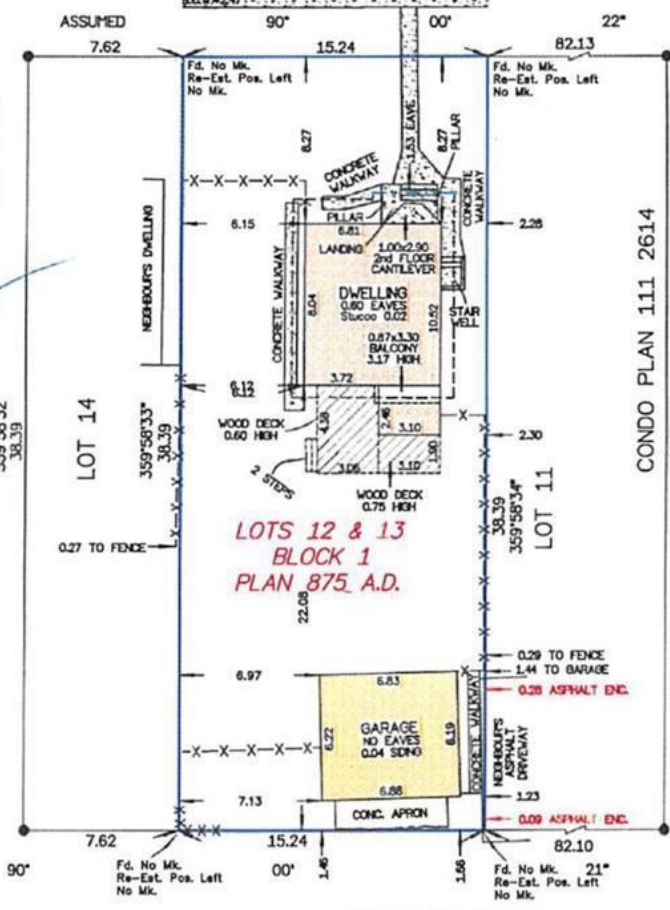 ASSUMED 90° 00' 22"
7.62 15.24 82.13
Fd. No Mk.
Re-Est. Pos. Left
No Mk.
Fd. No Mk.
Re-Est. Pos. Left
No Mk.
8.27
1.53 EAVE
8.27
PILLAR
CONCRETE
WALKWAY
CONCRETE
WALKWAY
NEIGHBOUR'S DWELLING
6.15
PILLAR
6.81
LANDING
1.00x2.90
2nd FLOOR
CANTILEVER
2.28
CONCRETE WALKWAY
8.04
DWELLING
0.60 EAVES
Stucco 0.02
10.52
STAIR
WELL
0.87x3.30
BALCONY
3.17 HIGH
6.12
6.12
3.72
WOOD DECK
0.60 HIGH
4.38
2.46
3.10
2.30
2 STEPS
3.06
3.10
1.90
WOOD DECK
0.75 HIGH
38.39
LOT 14
359°58'33"
38.39
38.39
359°58'34"
LOT 11
CONDO PLAN 111 2614
0.27 TO FENCE
LOTS 12 & 13
BLOCK 1
PLAN 875 A.D.
22.08
0.29 TO FENCE
1.44 TO GARAGE
0.28 ASPHALT ENC.
6.97
6.83
6.22
GARAGE
NO EAVES
0.04 SIDING
6.19
CONCRETE WALKWAY
NEIGHBOUR'S
ASPHALT
DRIVEWAY
6.88
7.13
1.23
CONC. APRON
0.09 ASPHALT ENC.
7.62 15.24 82.10
90° 00' 21"
Fd. No Mk.
Re-Est. Pos. Left
No Mk.
1.45
1.66
Fd. No Mk.
Re-Est. Pos. Left
No Mk.